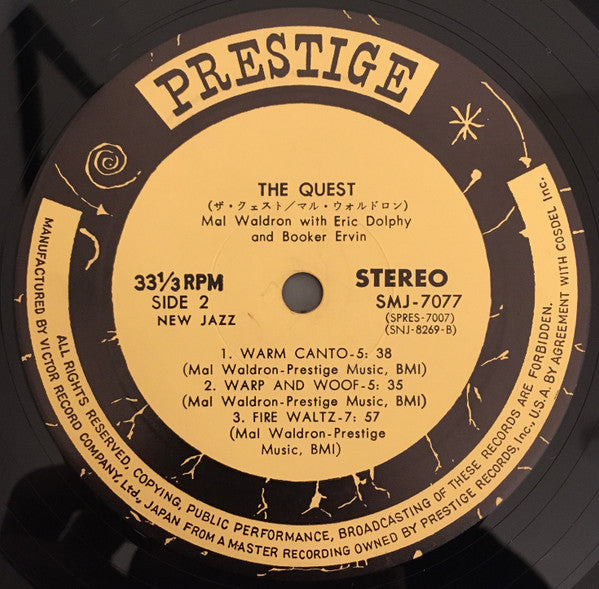 PRESTIGE
THE QUEST
(ザ・クェスト/マル・ウォルドロン)
Mal Waldron with Eric Dolphy
and Booker Ervin
33⅓ RPM
SIDE 2
NEW JAZZ
STEREO
SMJ-7077
(SPRES-7007)
(SNJ-8269-B)
1. WARM CANTO-5: 38
(Mal Waldron-Prestige Music, BMI)
2. WARP AND WOOF-5: 35
(Mal Waldron-Prestige Music, BMI)
3. FIRE WALTZ-7: 57
(Mal Waldron-Prestige
Music, BMI)
ALL RIGHTS RESERVED. COPYING, PUBLIC PERFORMANCE, BROADCASTING OF THESE RECORDS ARE FORBIDDEN.
MANUFACTURED BY VICTOR RECORD COMPANY, Ltd., JAPAN FROM A MASTER RECORDING OWNED BY PRESTIGE RECORDS, Inc., U.S.A. BY AGREEMENT WITH COSDEL Inc.